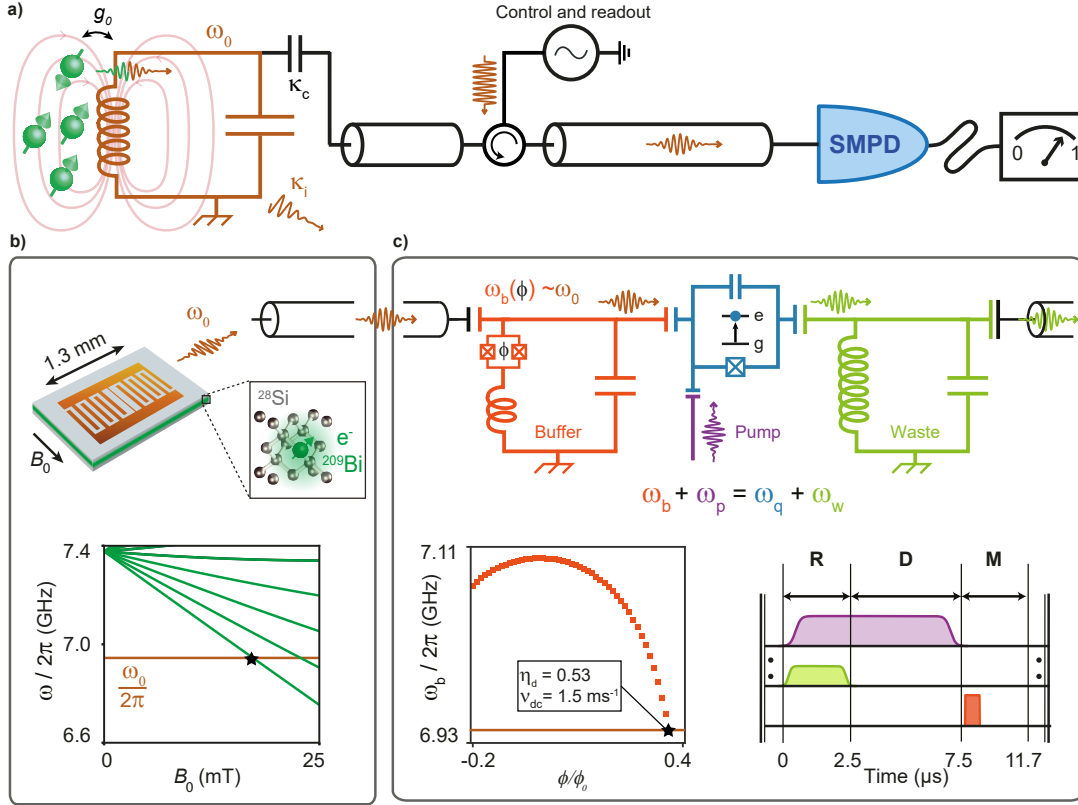 a)
g₀
ω₀
κc
κi
Control and readout
SMPD
0 1
b)
ω₀
1.3 mm
B₀
²⁸Si
e⁻
²⁰⁹Bi
7.4
7.0
6.6
ω / 2π (GHz)
ω₀
2π
0 25
B₀ (mT)
c)
ωb(ϕ) ~ω₀
ϕ
e
g
Buffer
Pump
Waste
ωb + ωp = ωq + ωw
7.11
6.93
ωb / 2π (GHz)
ηd = 0.53
νdc = 1.5 ms⁻¹
-0.2 0.4
ϕ/ϕ₀
R D M
0 2.5 7.5 11.7
Time (μs)